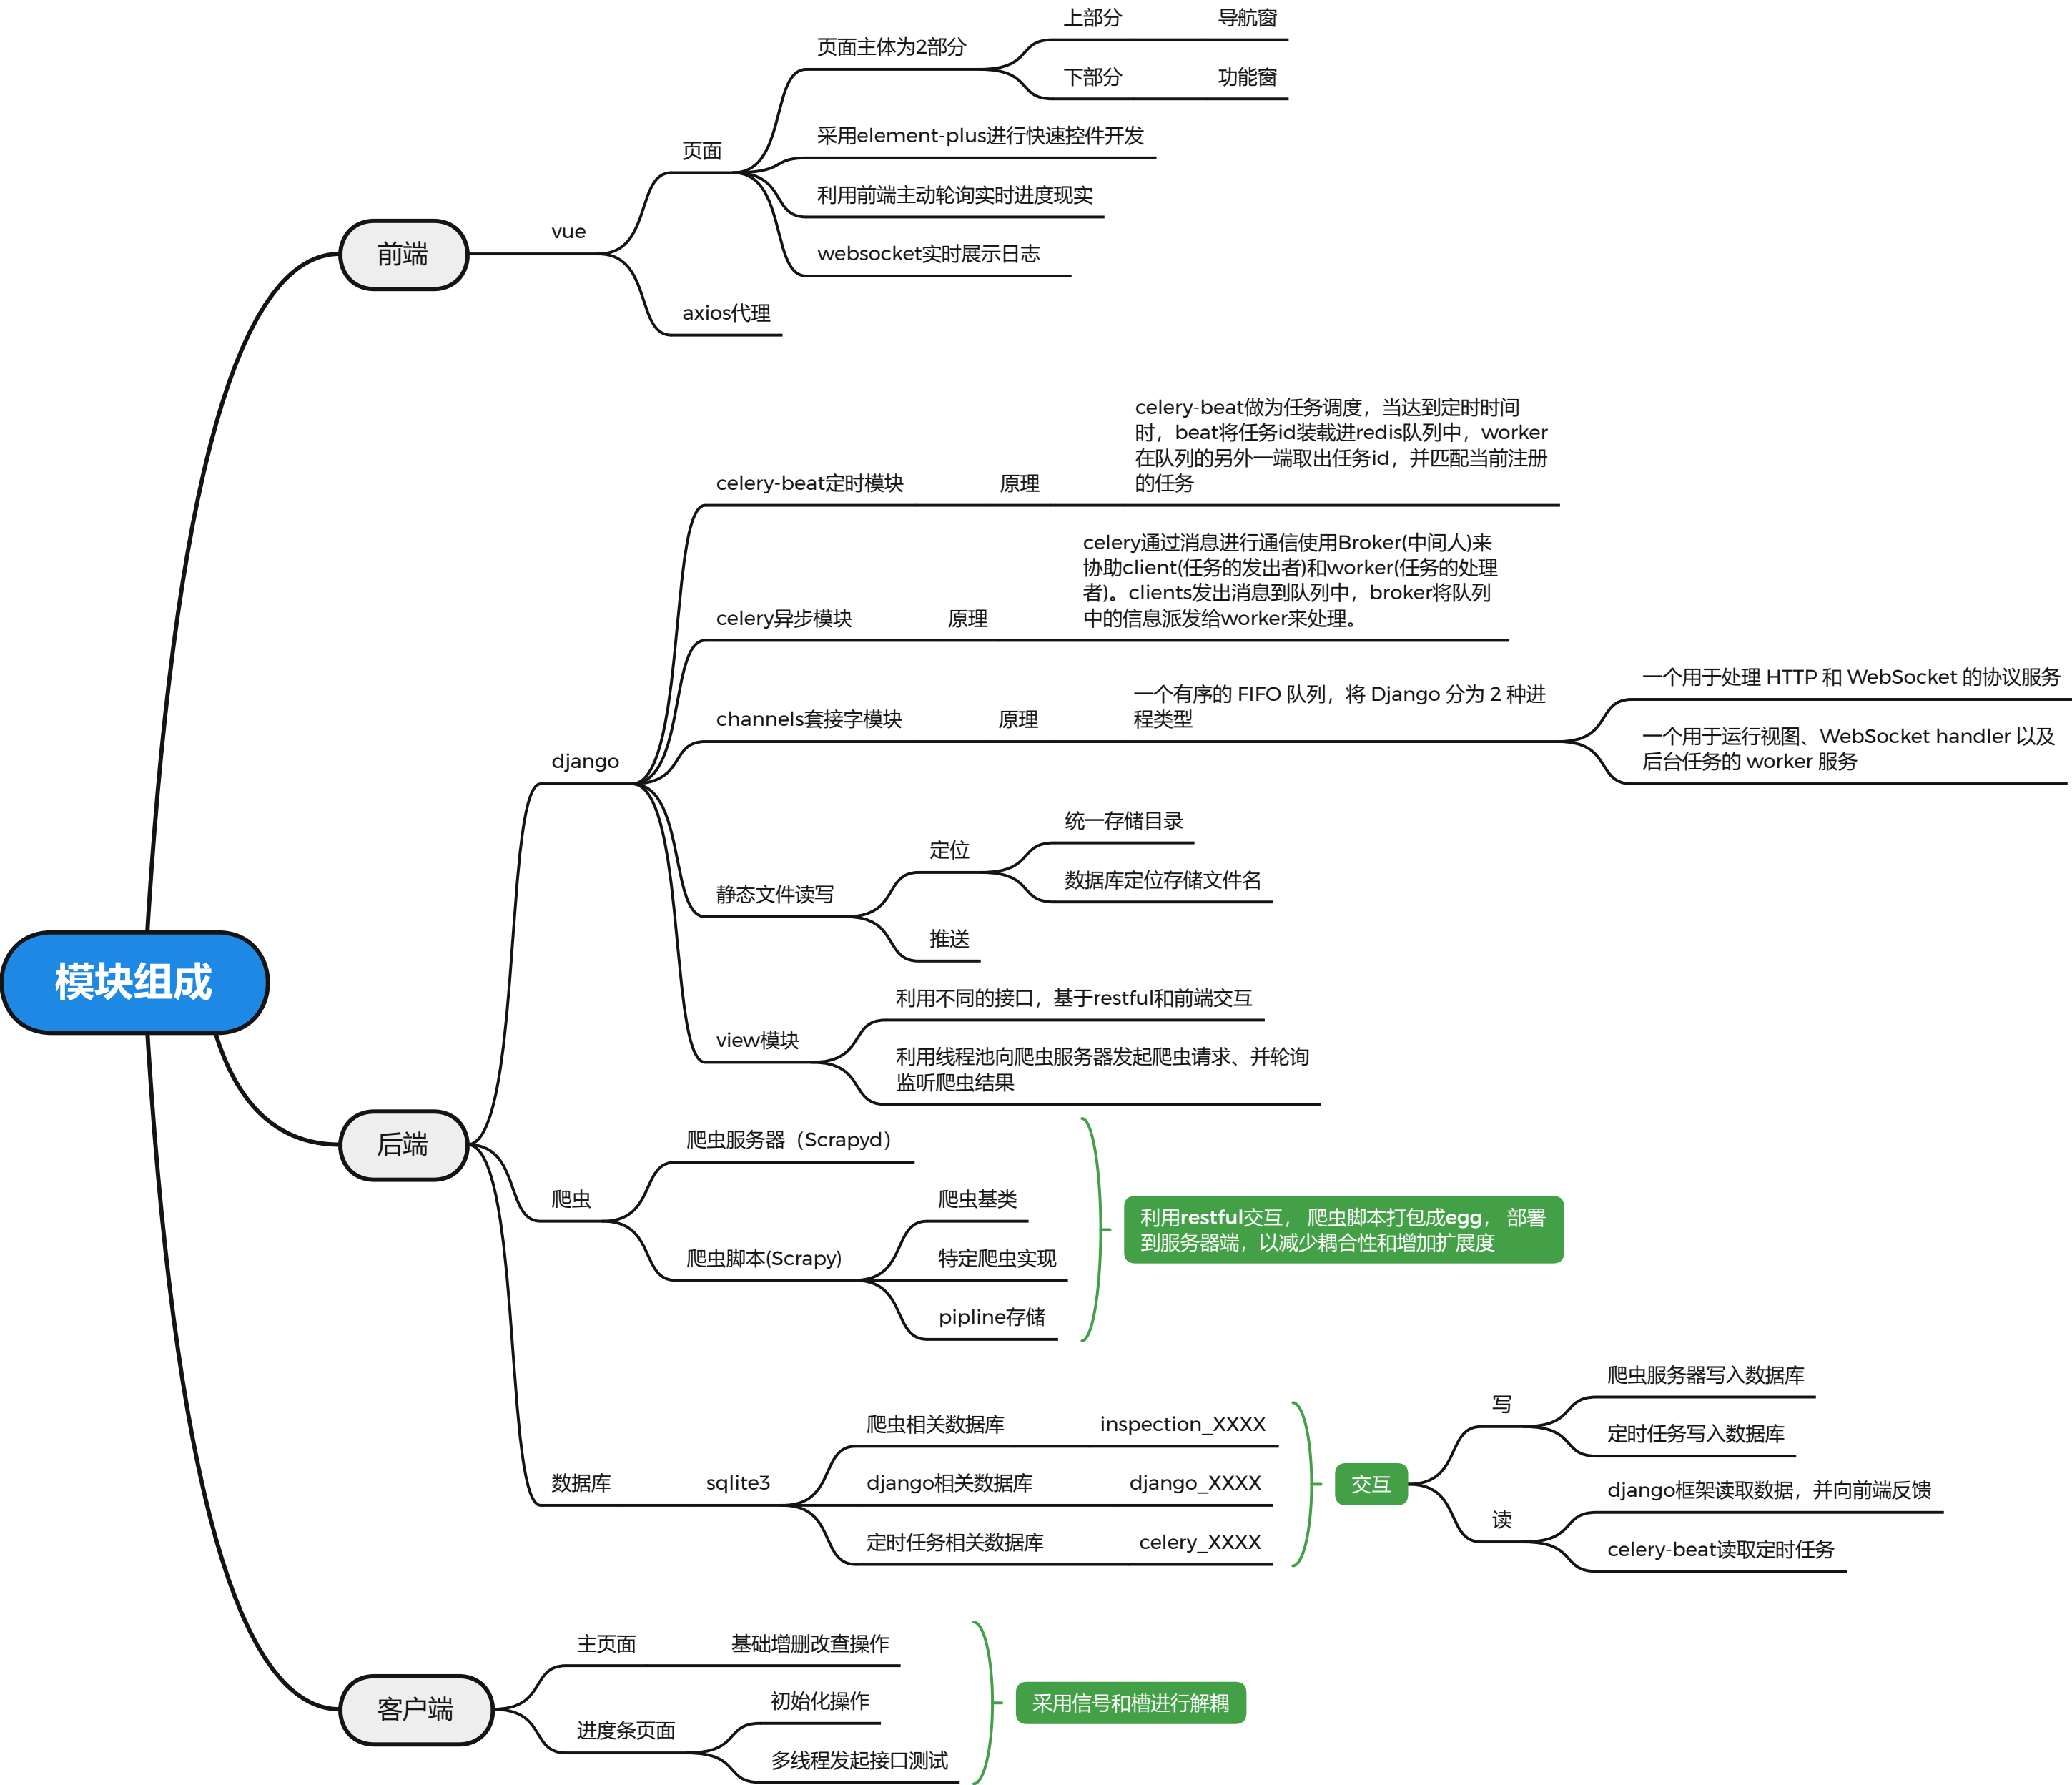 上部分
导航窗
页面主体为2部分
下部分
功能窗
采用element-plus进行快速控件开发
页面
利用前端主动轮询实时进度现实
vue
websocket实时展示日志
前端
axios代理
celery-beat做为任务调度，当达到定时时间
时，beat将任务id装载进redis队列中，worker
在队列的另外一端取出任务id，并匹配当前注册
的任务
celery-beat定时模块
原理
celery通过消息进行通信使用Broker(中间人)来
协助client(任务的发出者)和worker(任务的处理
者)。clients发出消息到队列中，broker将队列
中的信息派发给worker来处理。
celery异步模块
原理
一个用于处理 HTTP 和 WebSocket 的协议服务
一个有序的 FIFO 队列，将 Django 分为 2 种进
程类型
channels套接字模块
原理
一个用于运行视图、WebSocket handler 以及
后台任务的 worker 服务
django
统一存储目录
定位
数据库定位存储文件名
静态文件读写
推送
模块组成
利用不同的接口，基于restful和前端交互
view模块
利用线程池向爬虫服务器发起爬虫请求、并轮询
监听爬虫结果
后端
爬虫服务器（Scrapyd）
爬虫
爬虫基类
爬虫脚本(Scrapy)
特定爬虫实现
pipline存储
利用restful交互， 爬虫脚本打包成egg， 部署
到服务器端，以减少耦合性和增加扩展度
爬虫服务器写入数据库
写
定时任务写入数据库
爬虫相关数据库
inspection_XXXX
数据库
sqlite3
django相关数据库
django_XXXX
交互
django框架读取数据，并向前端反馈
读
celery-beat读取定时任务
定时任务相关数据库
celery_XXXX
主页面
基础增删改查操作
客户端
初始化操作
进度条页面
多线程发起接口测试
采用信号和槽进行解耦